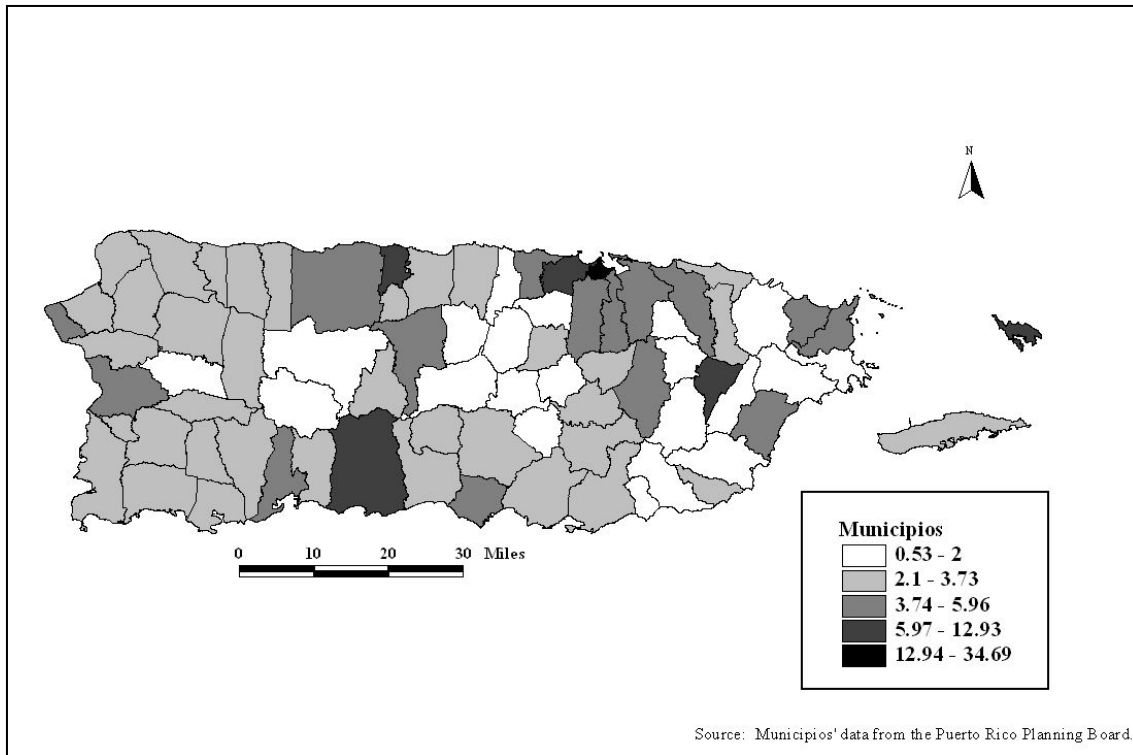 N
0 10 20 30 Miles
Municipios
0.53 - 2
2.1 - 3.73
3.74 - 5.96
5.97 - 12.93
12.94 - 34.69
Source: Municipios' data from the Puerto Rico Planning Board.